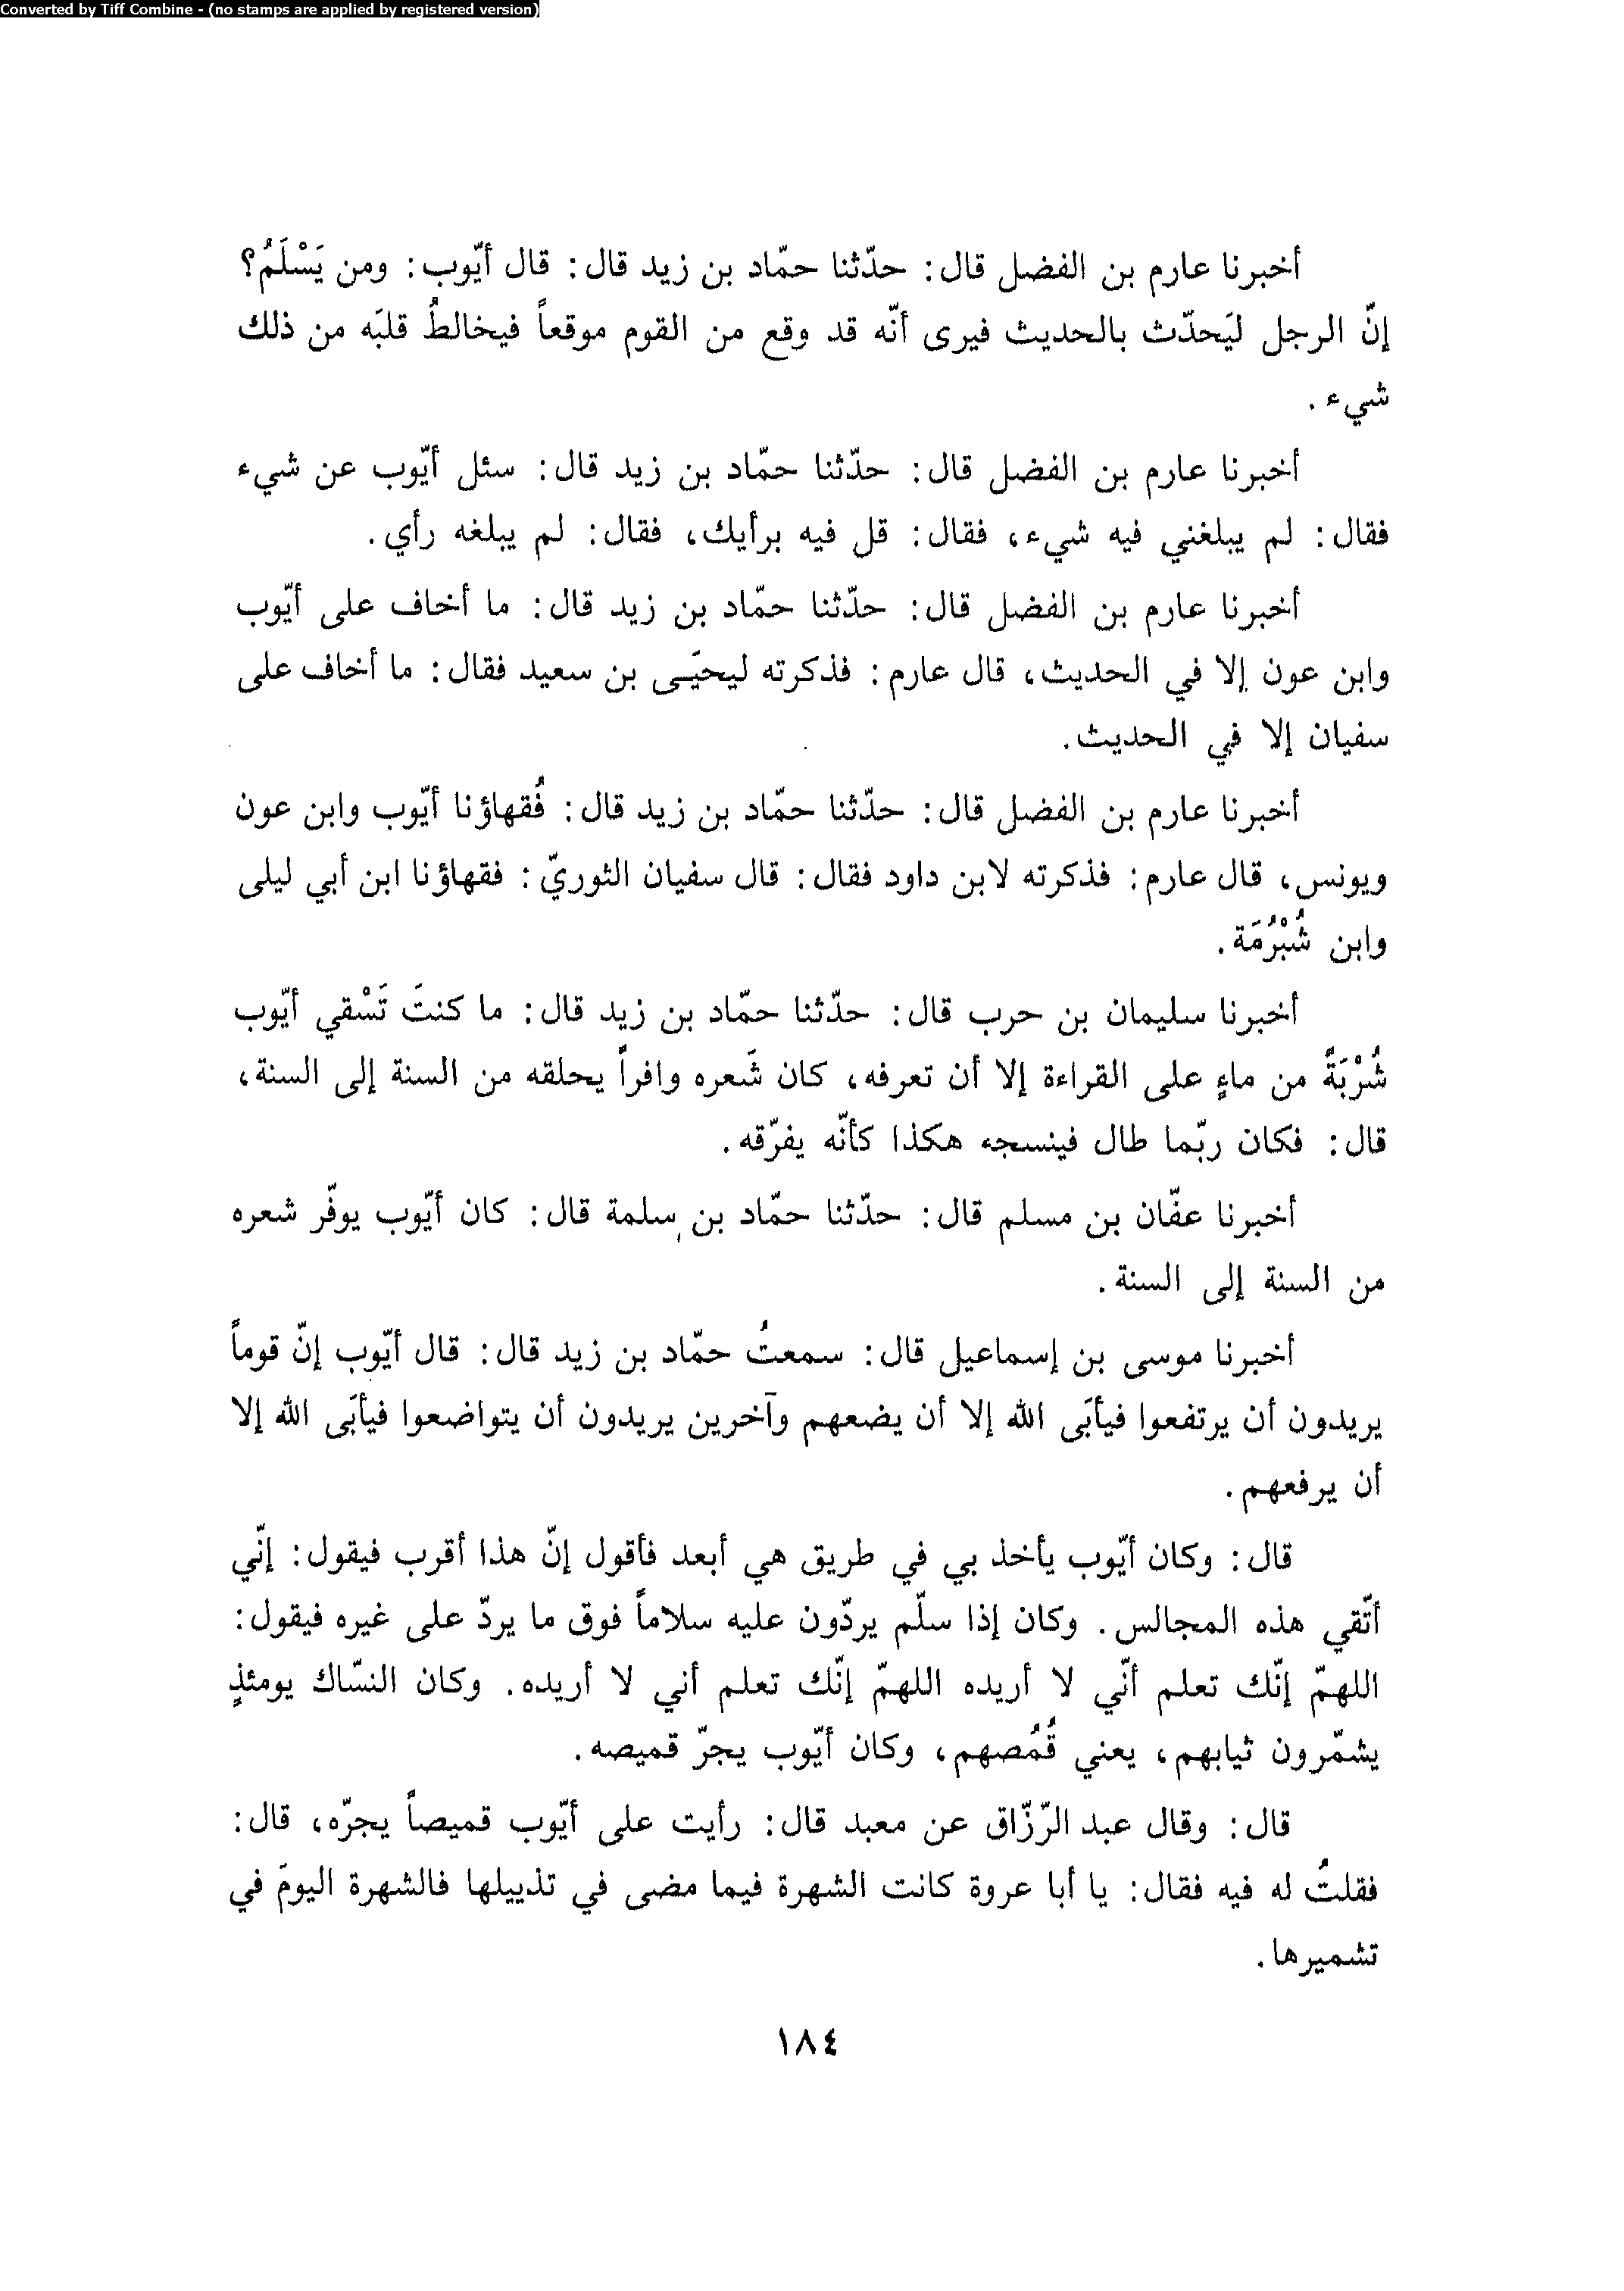 Converted by Tiff Combine - (no stamps are applied by registered version)
أخبرنا عارم بن الفضل قال: حدّثنا حمّاد بن زيد قال: قال أيّوب: ومن يَسْلَمُ؟
إنّ الرجل ليَحدّث بالحديث فيرى أنّه قد وقع من القوم موقعاً فيخالطُ قلبَه من ذلك
شيء.
أخبرنا عارم بن الفضل قال: حدّثنا حمّاد بن زيد قال: سئل أيّوب عن شيء
فقال: لم يبلغني فيه شيء، فقال: قل فيه برأيك، فقال: لم يبلغه رأي.
أخبرنا عارم بن الفضل قال: حدّثنا حمّاد بن زيد قال: ما أخاف على أيّوب
وابن عون إلا في الحديث، قال عارم: فذكرته ليحيَى بن سعيد فقال: ما أخاف على
سفيان إلا في الحديث.
أخبرنا عارم بن الفضل قال: حدّثنا حمّاد بن زيد قال: فُقهاؤنا أيّوب وابن عون
ويونس، قال عارم: فذكرته لابن داود فقال: قال سفيان الثوريّ: فقهاؤنا ابن أبي ليلى
وابن شُبْرُمَة.
أخبرنا سليمان بن حرب قال: حدّثنا حمّاد بن زيد قال: ما كنتَ تَسْقي أيّوب
شُرْبَةً من ماءٍ على القراءة إلا أن تعرفه، كان شَعره وافراً يحلقه من السنة إلى السنة،
قال: فكان ربّما طال فينسجه هكذا كأنّه يفرّقه.
أخبرنا عفّان بن مسلم قال: حدّثنا حمّاد بن سلمة قال: كان أيّوب يوفّر شعره
من السنة إلى السنة.
أخبرنا موسى بن إسماعيل قال: سمعتُ حمّاد بن زيد قال: قال أيّوب إنّ قوماً
يريدون أن يرتفعوا فيأبَى الله إلا أن يضعهم وآخرين يريدون أن يتواضعوا فيأبَى الله إلا
أن يرفعهم.
قال: وكان أيّوب يأخذ بي في طريق هي أبعد فأقول إنّ هذا أقرب فيقول: إنّي
أتّقي هذه المجالس. وكان إذا سلّم يردّون عليه سلاماً فوق ما يردّ على غيره فيقول:
اللهمّ إنّك تعلم أنّي لا أريده اللهمّ إنّك تعلم أني لا أريده. وكان النسّاك يومئذٍ
يشمّرون ثيابهم، يعني قُمُصهم، وكان أيّوب يجرّ قميصه.
قال: وقال عبد الرّزّاق عن معبد قال: رأيت على أيّوب قميصاً يجرّه، قال:
فقلتُ له فيه فقال: يا أبا عروة كانت الشهرة فيما مضى في تذييلها فالشهرة اليومَ في
تشميرها.
١٨٤